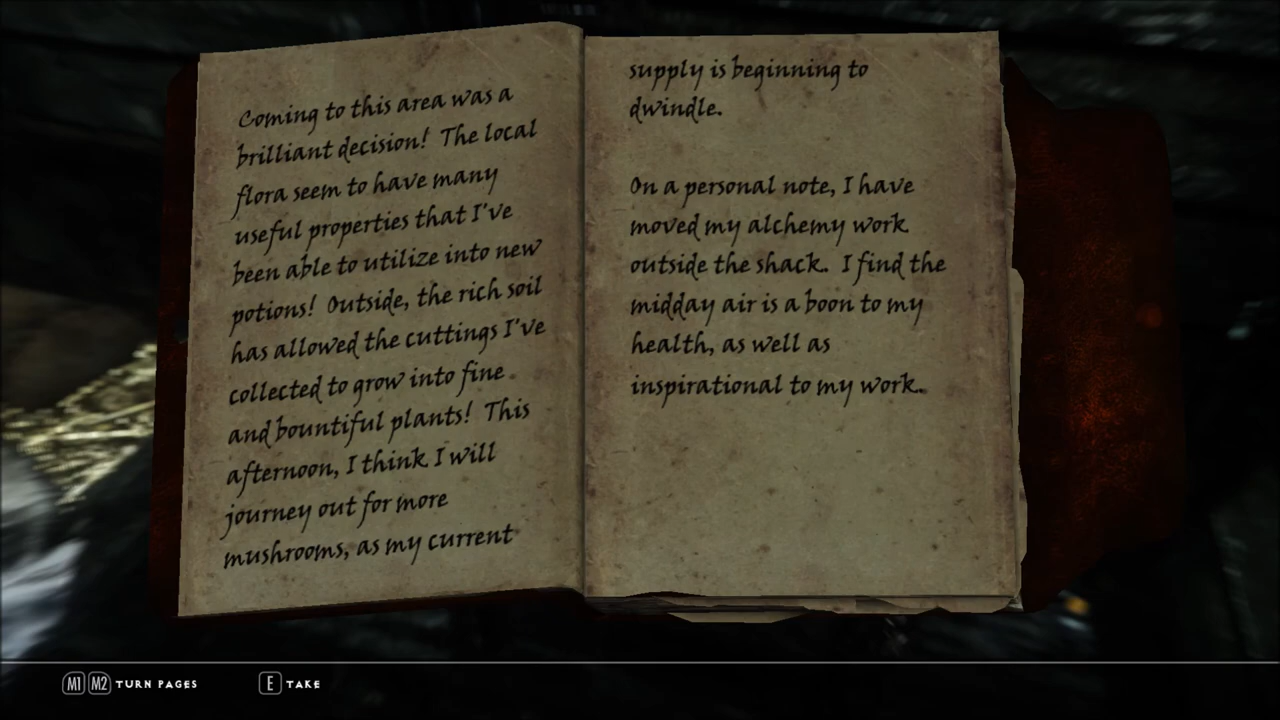 Coming to this area was a
brilliant decision! The local
flora seem to have many
useful properties that I've
been able to utilize into new
potions! Outside, the rich soil
has allowed the cuttings I've
collected to grow into fine
and bountiful plants! This
afternoon, I think I will
journey out for more
mushrooms, as my current
supply is beginning to
dwindle.
On a personal note, I have
moved my alchemy work
outside the shack. I find the
midday air is a boon to my
health, as well as
inspirational to my work.
M1 M2 TURN PAGES
E TAKE